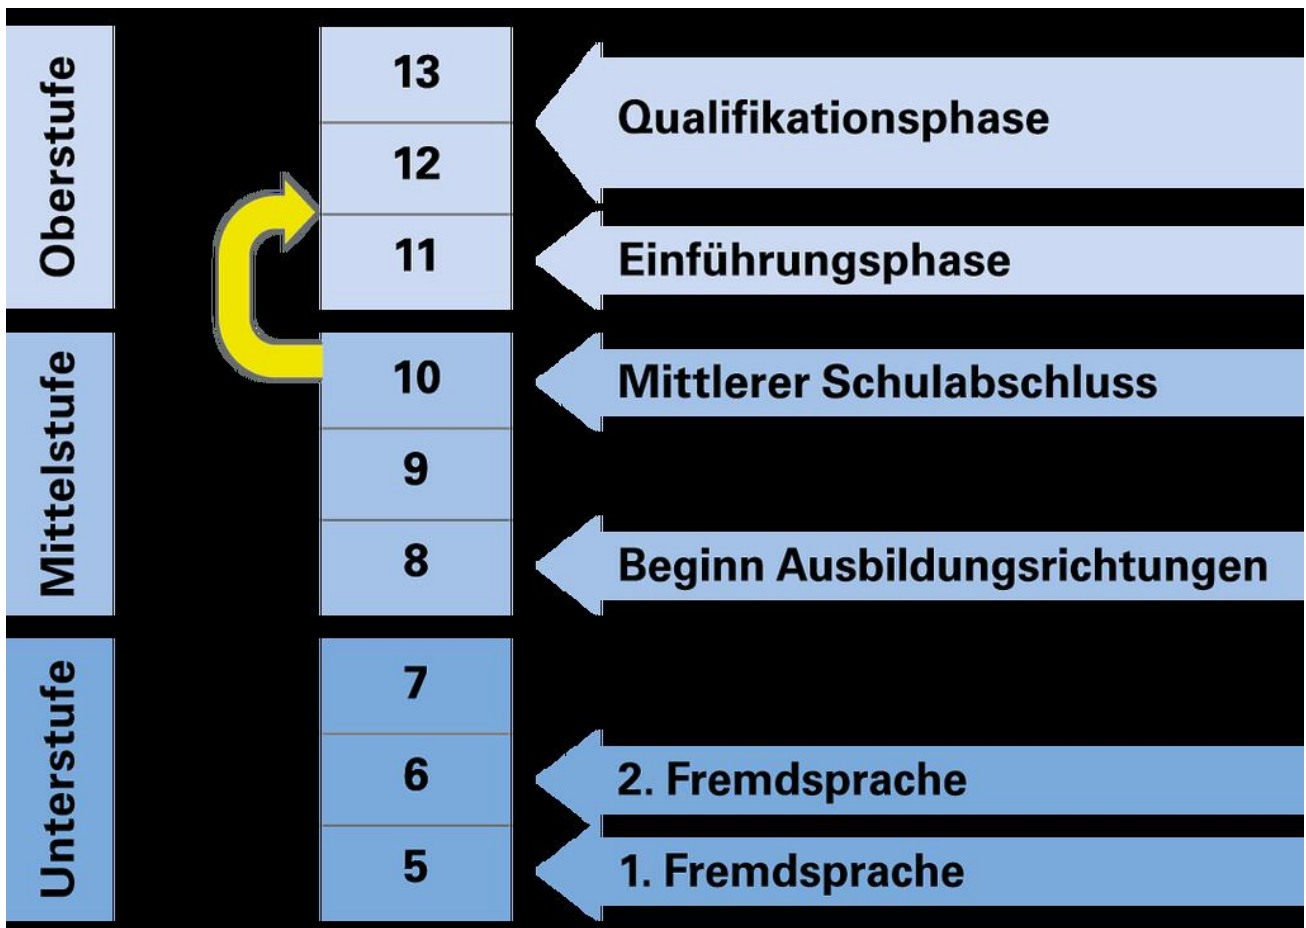 Oberstufe
13
12
11
Qualifikationsphase
Einführungsphase
Mittelstufe
10
9
8
Mittlerer Schulabschluss
Beginn Ausbildungsrichtungen
Unterstufe
7
6
5
2. Fremdsprache
1. Fremdsprache